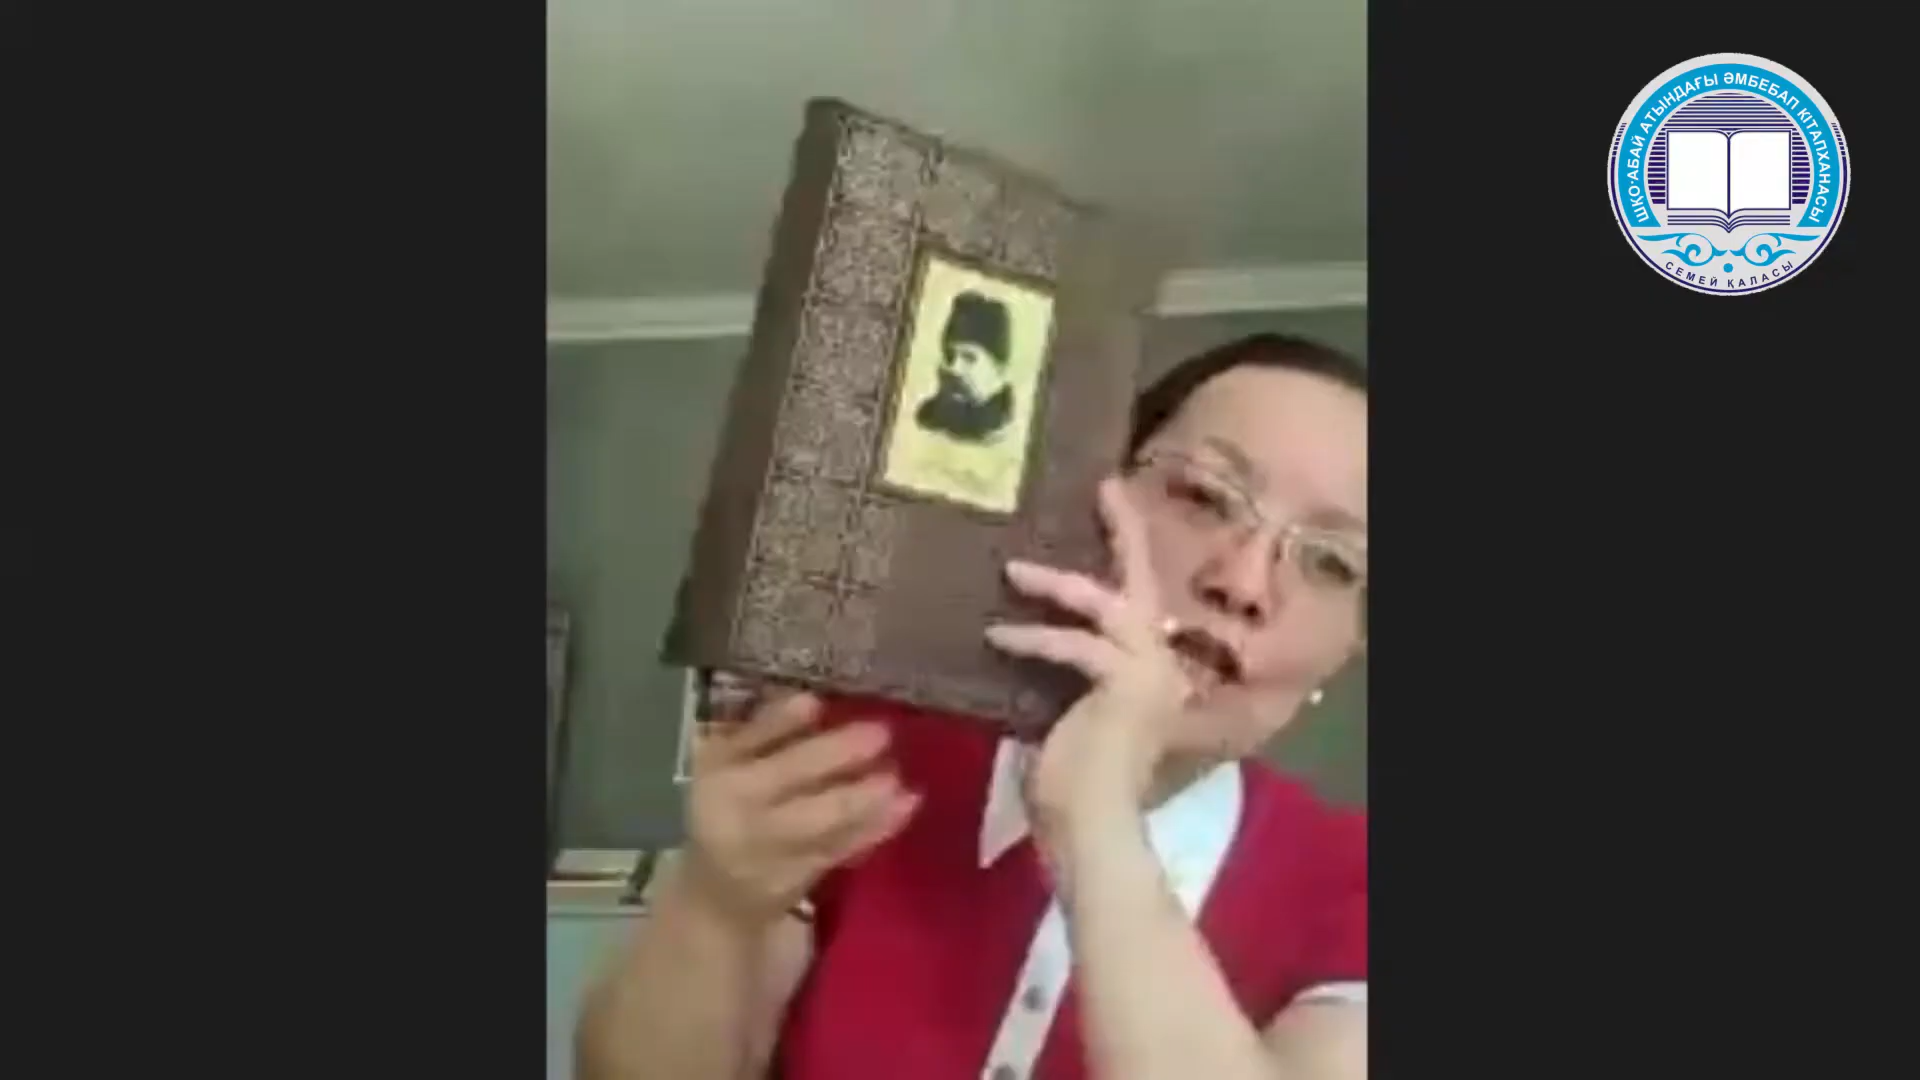 ШҚО·АБАЙ АТЫНДАҒЫ ӘМБЕБАП КІТАПХАНАСЫ
СЕМЕЙ ҚАЛАСЫ